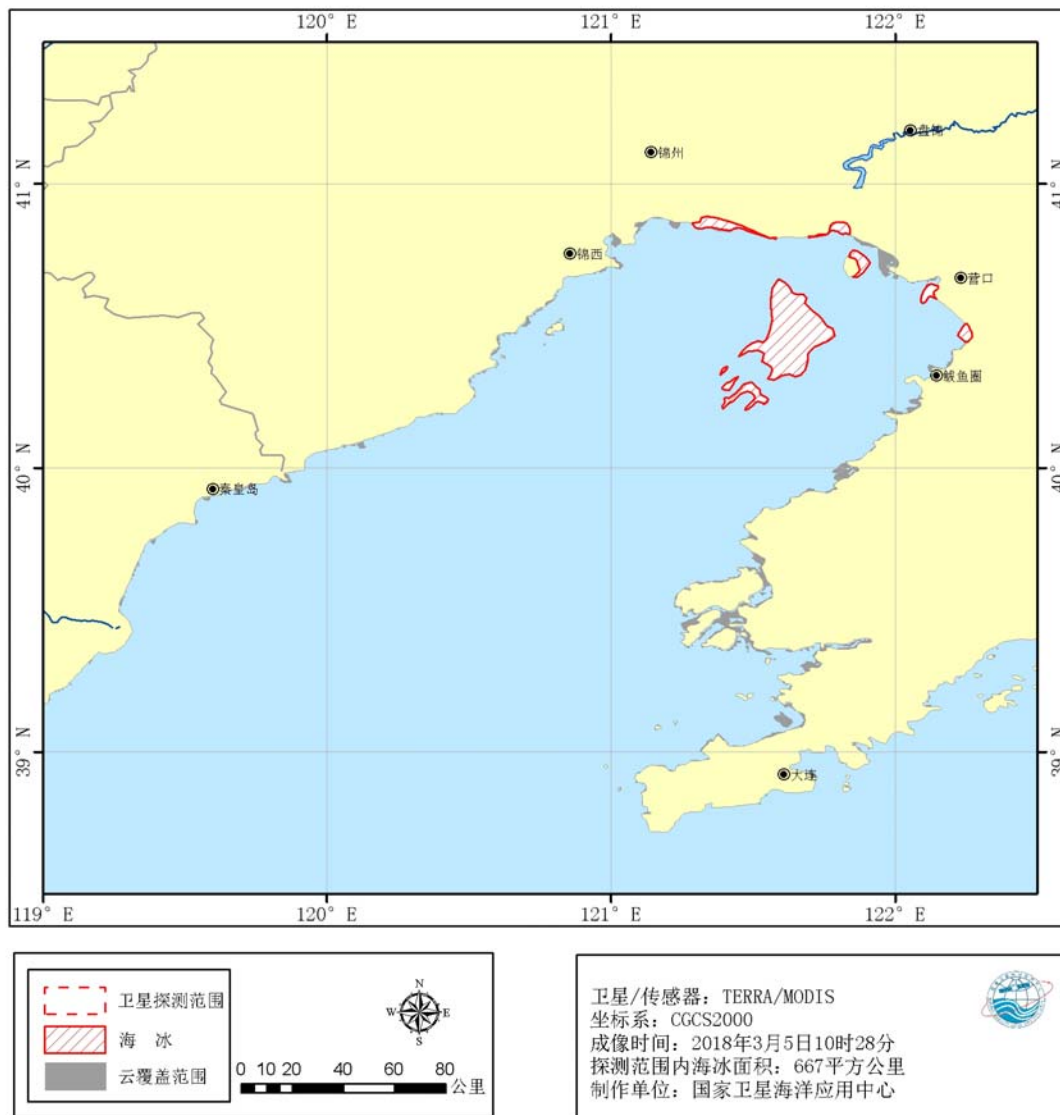 120° E
121° E
122° E
盘锦
锦州
41° N
41° N
锦西
营口
鲅鱼圈
40° N
40° N
秦皇岛
39° N
39° N
大连
119° E
120° E
121° E
122° E
卫星探测范围
海 冰
云覆盖范围
N
W
E
S
0 10 20 40 60 80
公里
卫星/传感器: TERRA/MODIS
坐标系: CGCS2000
成像时间: 2018年3月5日10时28分
探测范围内海冰面积: 667平方公里
制作单位: 国家卫星海洋应用中心